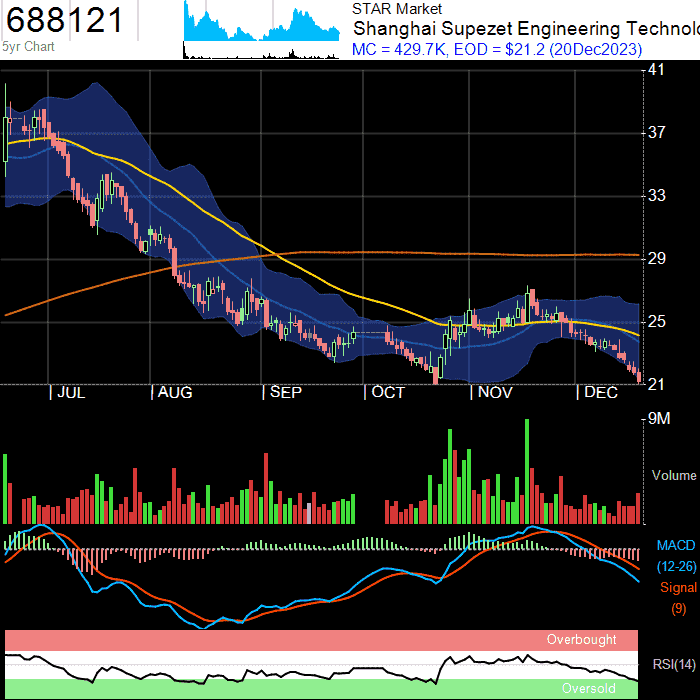 688121
5yr Chart
STAR Market
Shanghai Supezet Engineering Technolo
MC = 429.7K, EOD = $21.2 (20Dec2023)
41
37
33
29
25
21
JUL
AUG
SEP
OCT
NOV
DEC
9M
Volume
MACD
(12-26)
Signal
(9)
Overbought
RSI(14)
Oversold